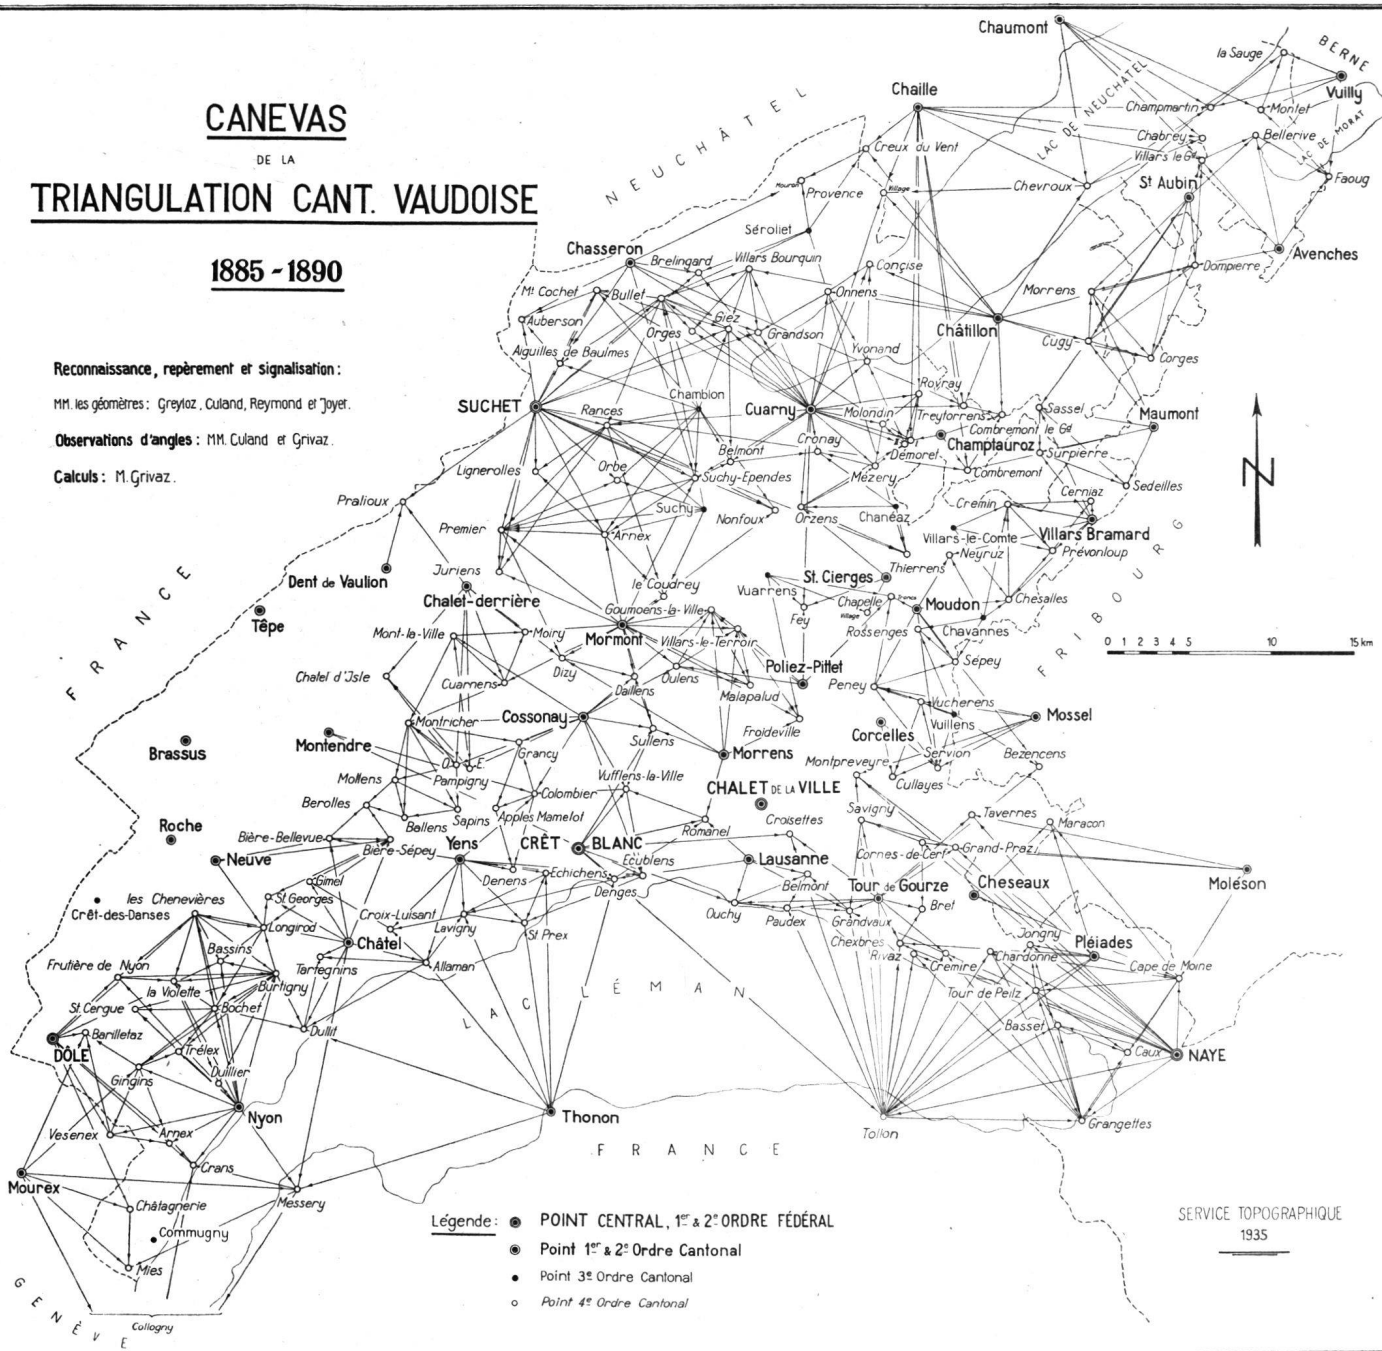 CANEVAS
DE LA
TRIANGULATION CANT. VAUDOISE
1885 - 1890
Reconnaissance, repèrement et signalisation :
MM. les géomètres : Greyloz, Culand, Reymond et Joyet.
Observations d'angles : MM. Culand et Grivaz.
Calculs : M. Grivaz.
Chaumont
la Sauge
BERNE
Vuilly
NEUCHÂTEL
Chaille
LAC DE NEUCHATEL
Champmartin
Montet
Chabrey
Bellerive
LAC DE MORAT
Creux du Vent
Villars le Gd
Mouron
Provence
Village
Chevroux
St Aubin
Faoug
Séroliet
Chasseron
Brelingard
Villars Bourquin
Concise
Avenches
Dompierre
Mt Cochet
Bullet
Onnens
Morrens
Auberson
Giez
Orges
Grandson
Châtillon
Cugy
Corges
Aiguilles de Baulmes
Yvonand
Rovray
SUCHET
Rances
Chamblon
Cuarny
Molondin
Treytorrens
Sassel
Maumont
Combremont le Gd
Cronay
Démoret
Champtauroz
Surpierre
Belmont
Lignerolles
Orbe
Suchy-Ependes
Mézery
Combremont
Sedeilles
Pralioux
Cerniaz
Cremin
Premier
Suchy
Nonfoux
Orzens
Chanéaz
Villars Bramard
Arnex
Villars-le-Comte
Neyruz
Prévonloup
Thierrens
FRIBOURG
N
Dent de Vaulion
Juriens
le Coudrey
Vuarrens
St. Cierges
Chalet-derrière
Goumoens-la-Ville
Chapelle
Village
France
Moudon
Chesalles
Têpe
Fey
Chavannes
Mont-la-Ville
Moiry
Mormont
Villars-le-Terroir
Rossenges
0 1 2 3 4 5 10 15 km
FRANCE
Sépey
Chatel d'Isle
Cuarnens
Dizy
Daillens
Oulens
Malapalud
Poliez-Pittet
Peney
Vucherens
Vuillens
Mossel
Montricher
Cossonay
Froideville
Corcelles
Montendre
Brassus
Grancy
Sullens
Morrens
Servion
Bezencens
O. E.
Pampigny
Montpreveyre
Cullayes
Mollens
Vufflens-la-Ville
CHALET DE LA VILLE
Colombier
Berolles
Sapins
Apples Mamelot
Savigny
Tavernes
Maracon
Roche
Ballens
Romanel
Croisettes
Bière-Bellevue
Bière-Sépey
Yens
CRÊT BLANC
Cornes-de-Cerf
Grand-Praz
Neuve
Ecublens
Lausanne
Moléson
Gimel
Denens
Echichens
Denges
Belmont
Tour de Gourze
Cheseaux
les Chenevières
St Georges
Crêt-des-Danses
Croix-Luisant
Lavigny
Ouchy
Paudex
Grandvaux
Bret
Longirod
Châtel
St Prex
Chexbres
Jongny
Pléiades
Bassins
Tartegnins
Allaman
Rivaz
Cremire
Chardonne
Frutière de Nyon
Cape de Moine
la Violette
Burtigny
Tour de Peilz
LAC LÉMAN
St. Cergue
Bochet
Basset
Barilletaz
Dullit
DÔLE
Trélex
Caux
NAYE
Gingins
Duillier
Nyon
Thonon
Grangettes
Vesenex
Arnex
Tollon
FRANCE
Crans
Mourex
Messery
Châtagnerie
Commugny
Mies
GENÈVE
Collogny
Légende :
POINT CENTRAL, 1er & 2e ORDRE FÉDÉRAL
Point 1er & 2e Ordre Cantonal
Point 3e Ordre Cantonal
Point 4e Ordre Cantonal
SERVICE TOPOGRAPHIQUE
1935